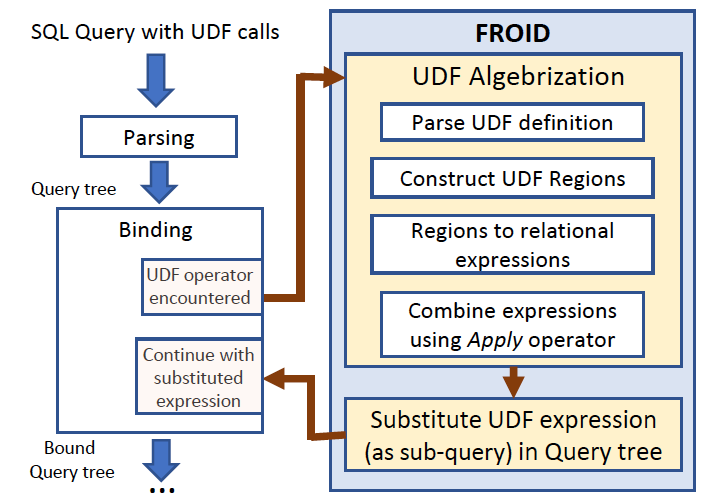 SQL Query with UDF calls
Parsing
Query tree
Binding
UDF operator
encountered
Continue with
substituted
expression
Bound
Query tree
...
FROID
UDF Algebrization
Parse UDF definition
Construct UDF Regions
Regions to relational
expressions
Combine expressions
using Apply operator
Substitute UDF expression
(as sub-query) in Query tree